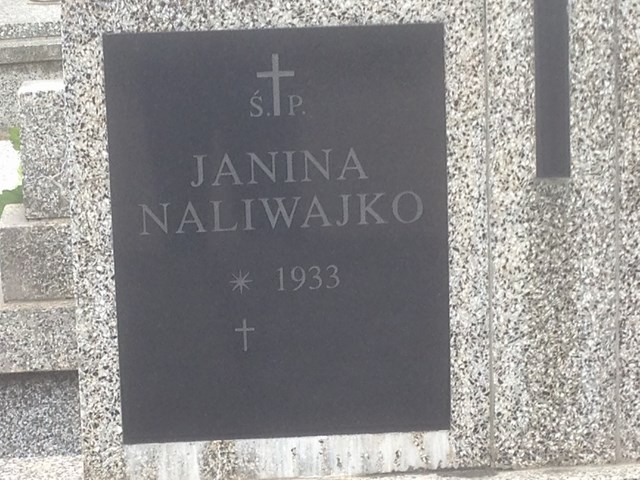 Ś.P.
JANINA
NALIWAJKO
* 1933
†